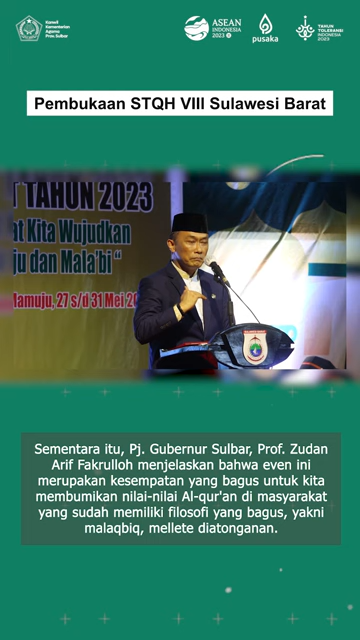 Kanwil
Kementerian
Agama
Prov. Sulbar
ASEAN
INDONESIA
2023
pusaka
TAHUN
TOLERANSI
INDONESIA
2023
Pembukaan STQH VIII Sulawesi Barat
TAHUN 2023
at Kita Wujudkan
ju dan Mala'bi "
tamuju, 27 s/d 31 Mei 20
Sementara itu, Pj. Gubernur Sulbar, Prof. Zudan
Arif Fakrulloh menjelaskan bahwa even ini
merupakan kesempatan yang bagus untuk kita
membumikan nilai-nilai Al-qur'an di masyarakat
yang sudah memiliki filosofi yang bagus, yakni
malaqbiq, mellete diatonganan.